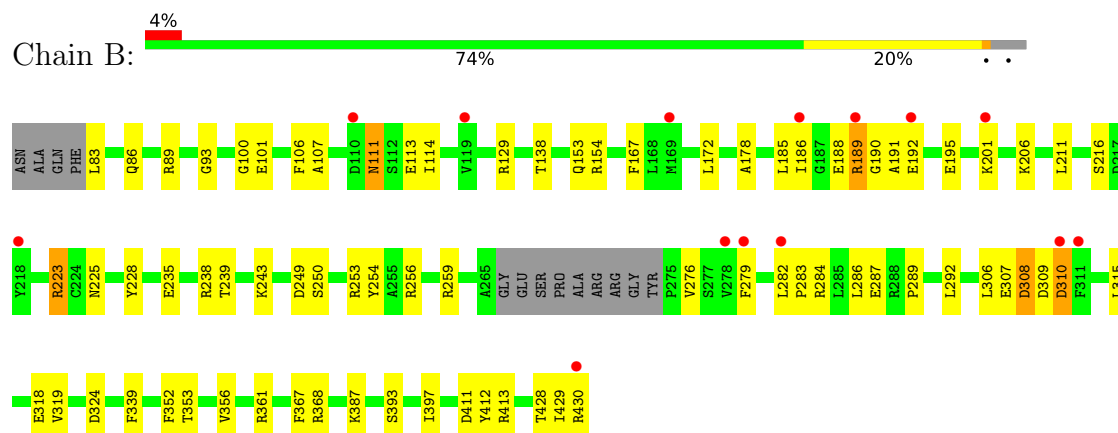 4%
Chain B:
74% 20% . .
ASN ALA GLN PHE L83 Q86 R89 G93 G100 E101 F106 A107 D110 N111 S112 E113 I114 V119 R129 T138 Q153 R154 F167 L168 M169 L172 A178 L185 I186 G187 E188 R189 G190 A191 E192 E195 K201 K206 L211 S216 D217
Y218 R223 C224 N225 Y228 E235 R238 T239 K243 D249 S250 R253 Y254 A255 R256 R259 A265 GLY GLU SER PRO ALA ARG ARG GLY TYR P275 V276 S277 V278 F279 L282 P283 R284 L285 L286 E287 R288 P289 L292 L306 E307 D308 D309 D310 F311 L315
E318 V319 D324 F339 F352 T353 V356 R361 F367 R368 K387 S393 I397 D411 Y412 R413 T428 I429 R430